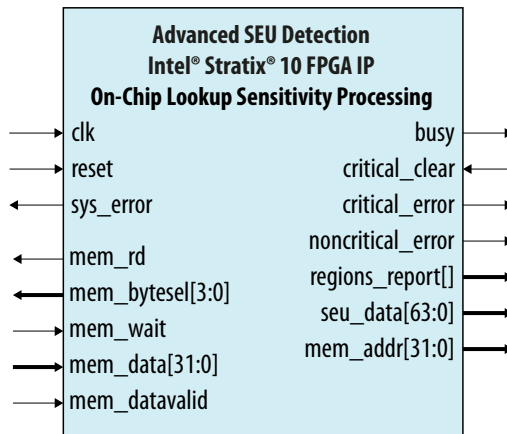 Advanced SEU Detection
Intel® Stratix® 10 FPGA IP
On-Chip Lookup Sensitivity Processing
clk
reset
sys_error
mem_rd
mem_bytesel[3:0]
mem_wait
mem_data[31:0]
mem_datavalid
busy
critical_clear
critical_error
noncritical_error
regions_report[]
seu_data[63:0]
mem_addr[31:0]